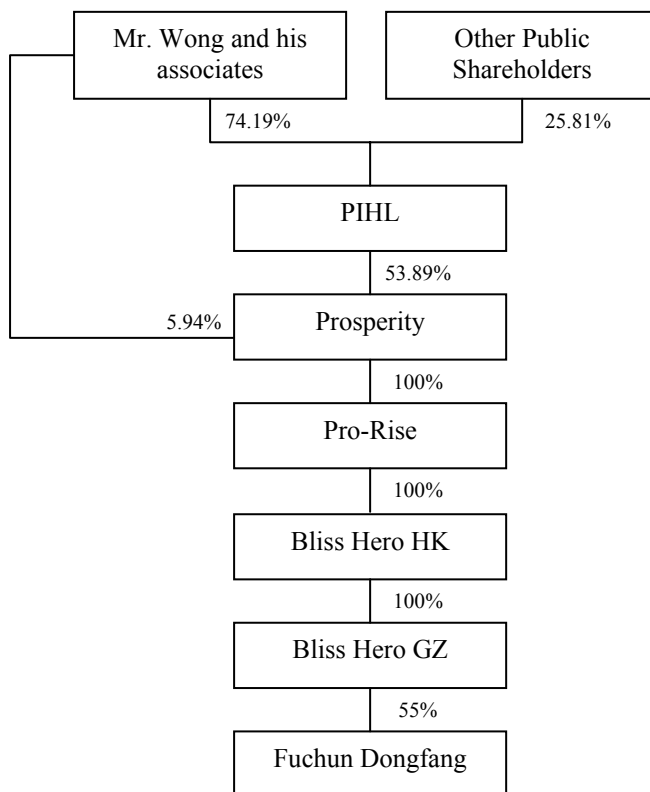 Mr. Wong and his
associates
Other Public
Shareholders
74.19%
25.81%
PIHL
53.89%
5.94%
Prosperity
100%
Pro-Rise
100%
Bliss Hero HK
100%
Bliss Hero GZ
55%
Fuchun Dongfang